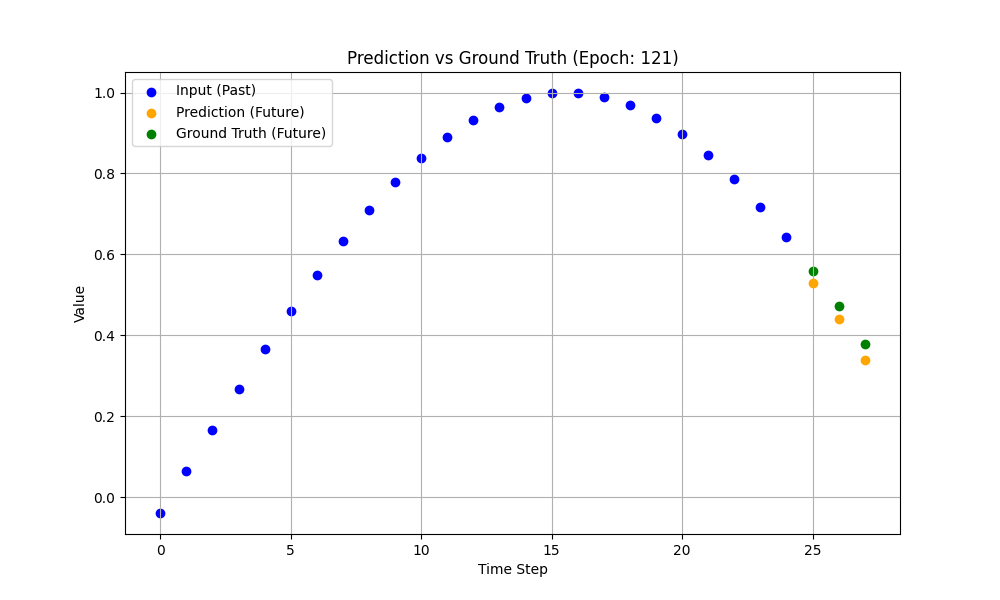 Prediction vs Ground Truth (Epoch: 121)
Input (Past)
Prediction (Future)
Ground Truth (Future)
1.0
0.8
0.6
0.4
0.2
0.0
Value
0 5 10 15 20 25
Time Step